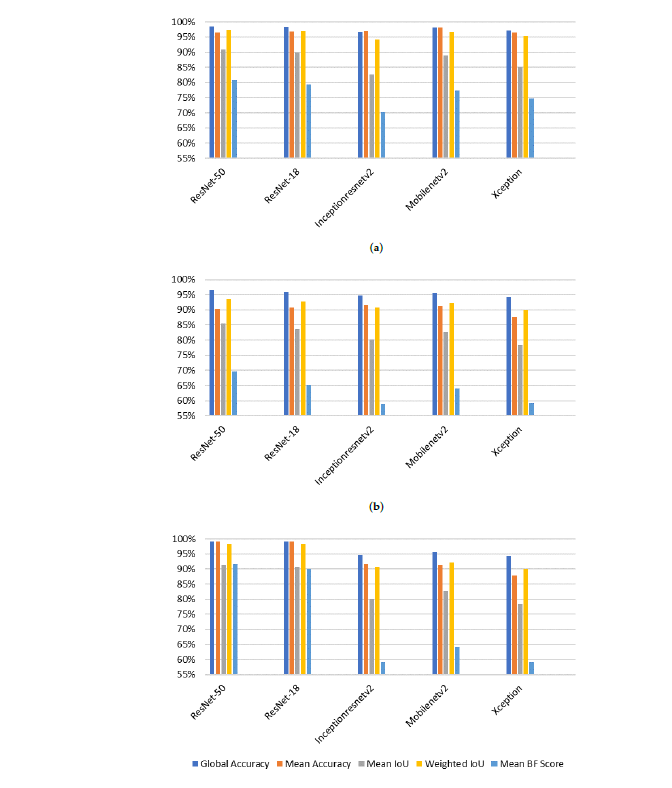 100%
95%
90%
85%
80%
75%
70%
65%
60%
55%
ResNet-50
ResNet-18
Inceptionresnetv2
Mobilenetv2
Xception
(a)
100%
95%
90%
85%
80%
75%
70%
65%
60%
55%
ResNet-50
ResNet-18
Inceptionresnetv2
Mobilenetv2
Xception
(b)
100%
95%
90%
85%
80%
75%
70%
65%
60%
55%
ResNet-50
ResNet-18
Inceptionresnetv2
Mobilenetv2
Xception
Global Accuracy Mean Accuracy Mean IoU Weighted IoU Mean BF Score